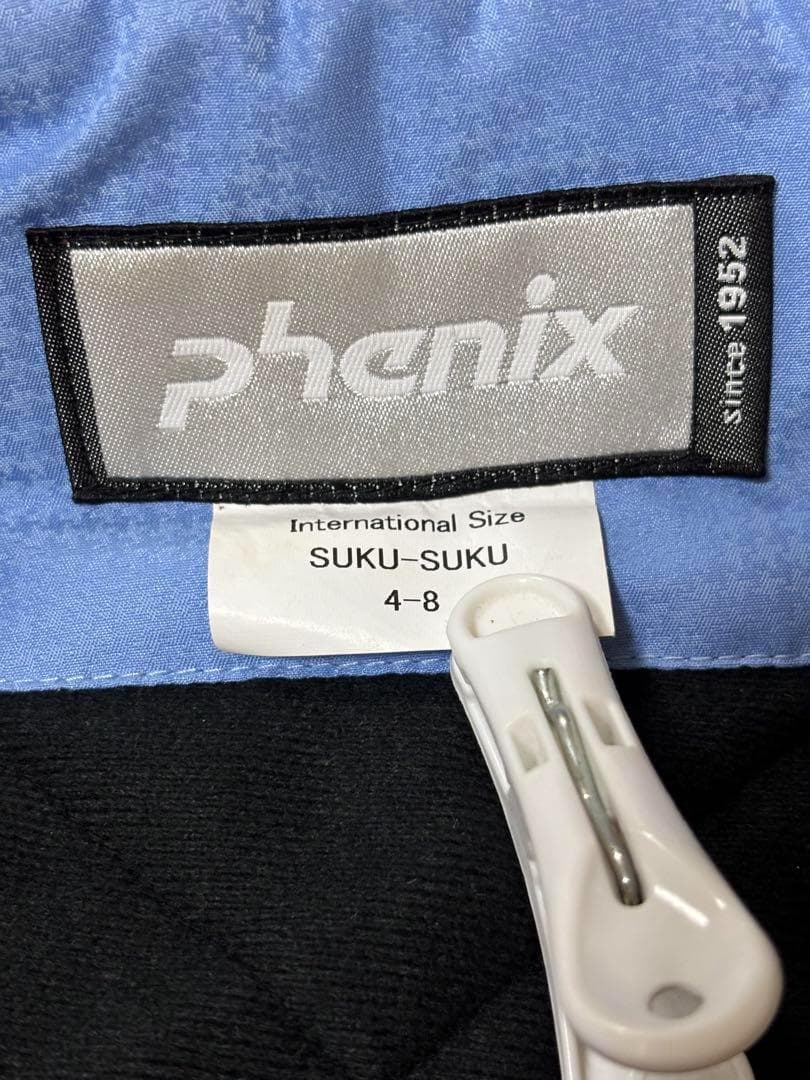 phenix
since 1952
International Size
SUKU-SUKU
4-8